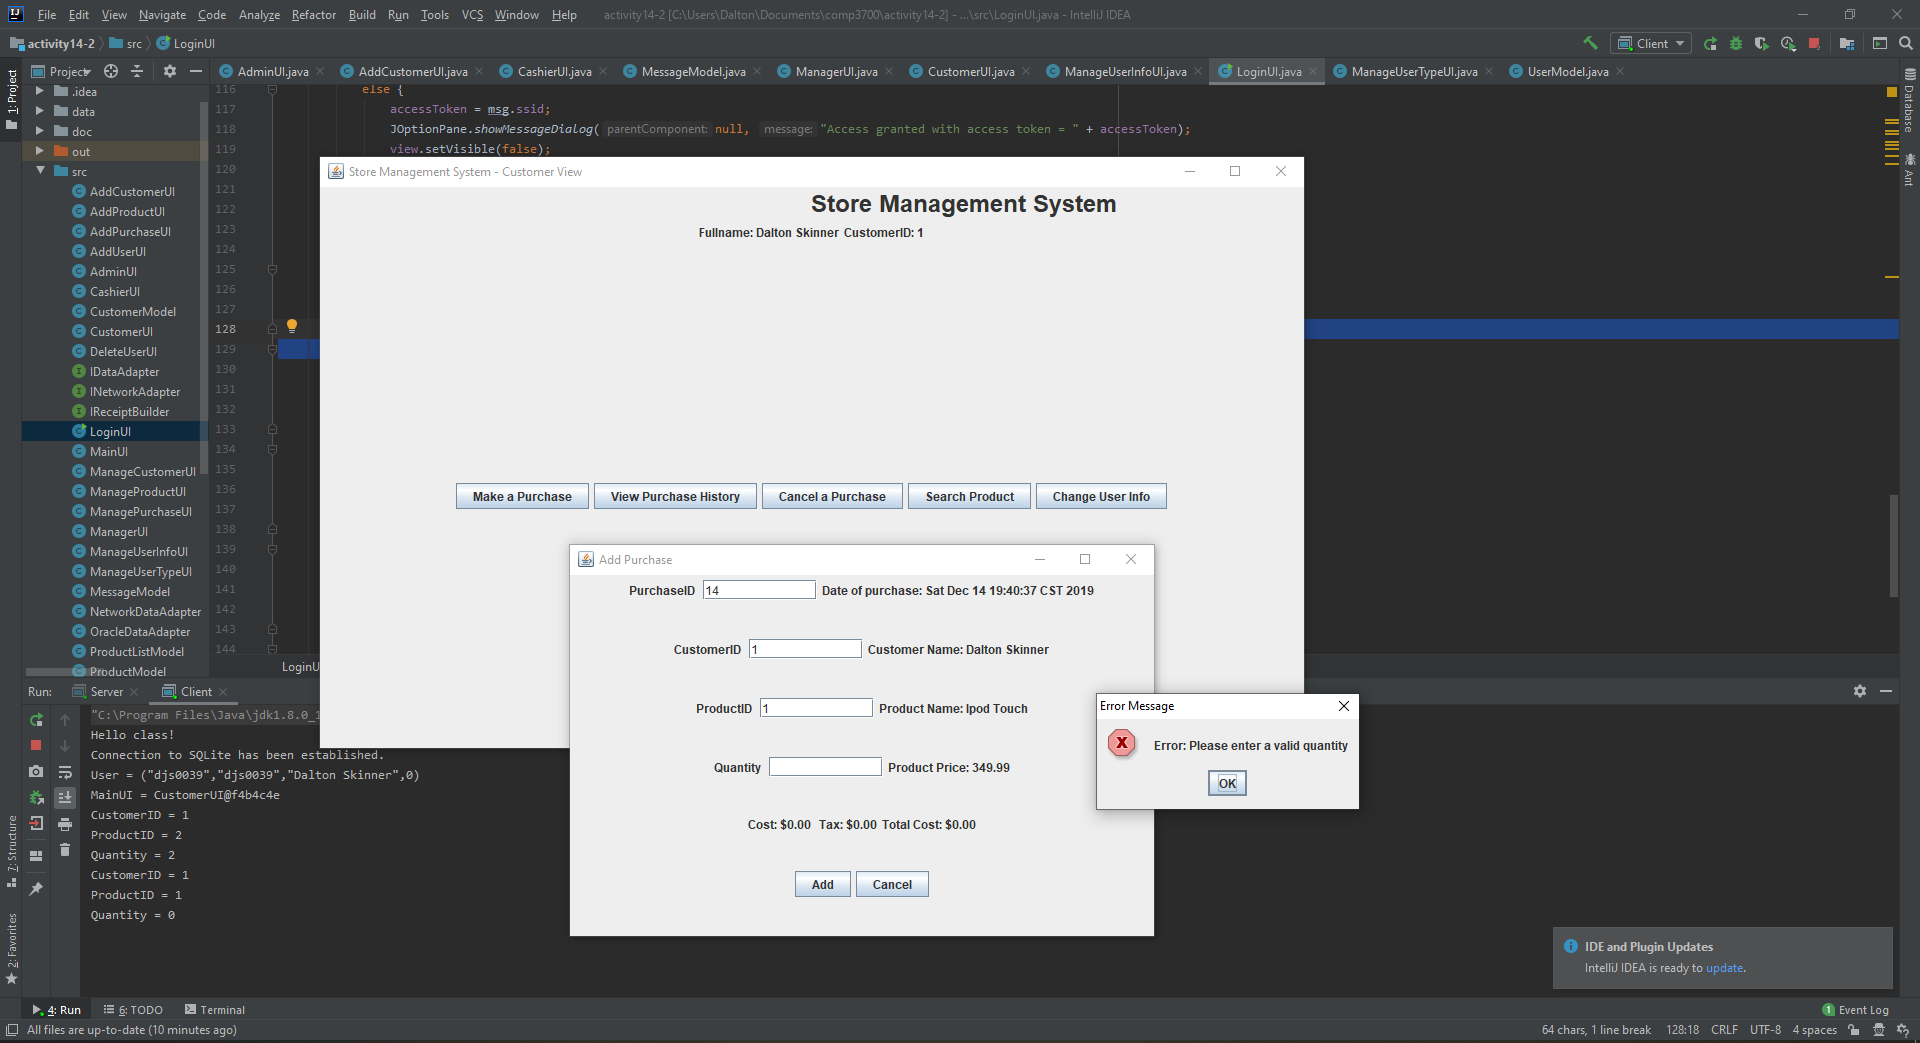 File Edit View Navigate Code Analyze Refactor Build Run Tools VCS Window Help activity14-2 [C:\Users\Dalton\Documents\comp3700\activity14-2] - ...\src\LoginUI.java - IntelliJ IDEA
activity14-2 src LoginUI Client
Project AdminUI.java AddCustomerUI.java CashierUI.java MessageModel.java ManagerUI.java CustomerUI.java ManageUserInfoUI.java LoginUI.java ManageUserTypeUI.java UserModel.java
1: Project
.idea
data
doc
out
src
AddCustomerUI
AddProductUI
AddPurchaseUI
AddUserUI
AdminUI
CashierUI
CustomerModel
CustomerUI
DeleteUserUI
IDataAdapter
INetworkAdapter
IReceiptBuilder
LoginUI
MainUI
ManageCustomerUI
ManageProductUI
ManagePurchaseUI
ManagerUI
ManageUserInfoUI
ManageUserTypeUI
MessageModel
NetworkDataAdapter
OracleDataAdapter
ProductListModel
ProductModel
116 else {
117 accessToken = msg.ssid;
118 JOptionPane.showMessageDialog( parentComponent: null, message: "Access granted with access token = " + accessToken);
119 view.setVisible(false);
120
121
122
123
124
125
126
127
128
129
130
131
132
133
134
135
136
137
138
139
140
141
142
143
144
LoginU
Database
Ant
Store Management System - Customer View
Store Management System
Fullname: Dalton Skinner CustomerID: 1
Make a Purchase View Purchase History Cancel a Purchase Search Product Change User Info
Add Purchase
PurchaseID 14 Date of purchase: Sat Dec 14 19:40:37 CST 2019
CustomerID 1 Customer Name: Dalton Skinner
ProductID 1 Product Name: Ipod Touch
Quantity Product Price: 349.99
Cost: $0.00 Tax: $0.00 Total Cost: $0.00
Add Cancel
Error Message
Error: Please enter a valid quantity
OK
Run: Server Client
"C:\Program Files\Java\jdk1.8.0_1
Hello class!
Connection to SQLite has been established.
User = ("djs0039","djs0039","Dalton Skinner",0)
MainUI = CustomerUI@f4b4c4e
CustomerID = 1
ProductID = 2
Quantity = 2
CustomerID = 1
ProductID = 1
Quantity = 0
7: Structure
2: Favorites
IDE and Plugin Updates
IntelliJ IDEA is ready to update.
4: Run 6: TODO Terminal 1 Event Log
All files are up-to-date (10 minutes ago) 64 chars, 1 line break 128:18 CRLF UTF-8 4 spaces